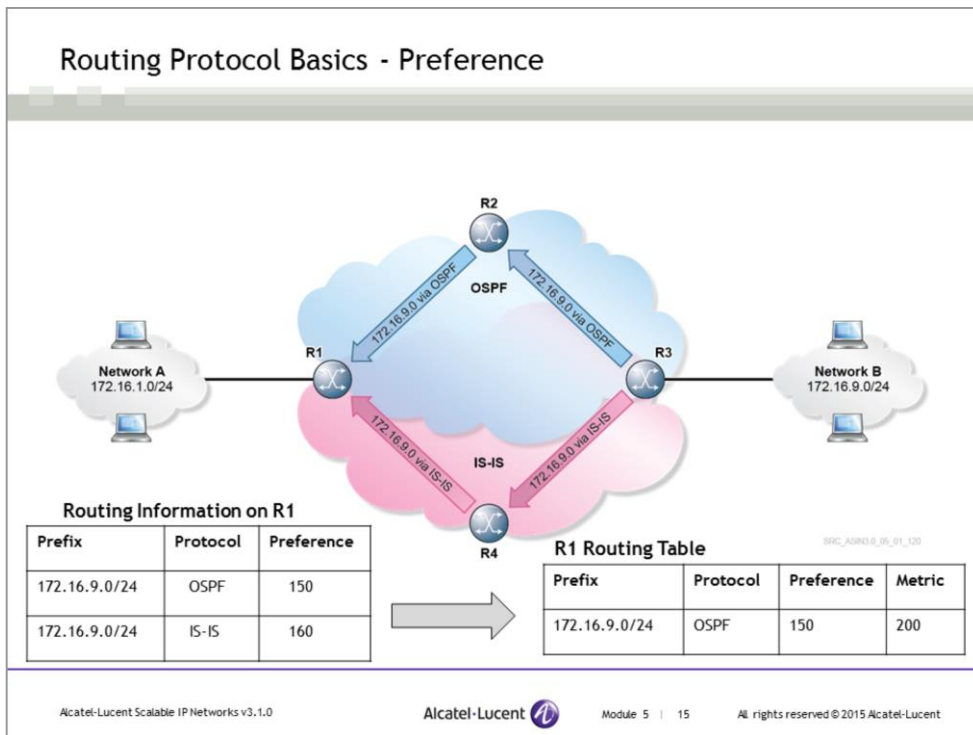 Routing Protocol Basics - Preference
R2
OSPF
172.16.9.0 via OSPF
172.16.9.0 via OSPF
R1
R3
Network A
172.16.1.0/24
Network B
172.16.9.0/24
172.16.9.0 via IS-IS
172.16.9.0 via IS-IS
IS-IS
R4
Routing Information on R1
Prefix Protocol Preference
172.16.9.0/24 OSPF 150
172.16.9.0/24 IS-IS 160
SRC_ASIN3.0_05_01_120
R1 Routing Table
Prefix Protocol Preference Metric
172.16.9.0/24 OSPF 150 200
Alcatel-Lucent Scalable IP Networks v3.1.0
Alcatel-Lucent
Module 5 | 15
All rights reserved © 2015 Alcatel-Lucent